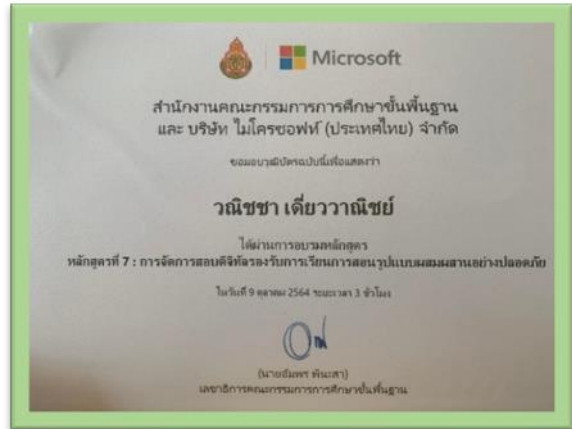 Microsoft
สำนักงานคณะกรรมการการศึกษาขั้นพื้นฐาน
และ บริษัท ไมโครซอฟท์ (ประเทศไทย) จำกัด
ขอมอบวุฒิบัตรฉบับนี้เพื่อแสดงว่า
วณิชชา เดี่ยววาณิชย์
ได้ผ่านการอบรมหลักสูตร
หลักสูตรที่ 7 : การจัดการสอบดิจิทัลรองรับการเรียนการสอนรูปแบบผสมผสานอย่างปลอดภัย
ในวันที่ 9 ตุลาคม 2564 ระยะเวลา 3 ชั่วโมง
(นายอัมพร พินะสา)
เลขาธิการคณะกรรมการการศึกษาขั้นพื้นฐาน